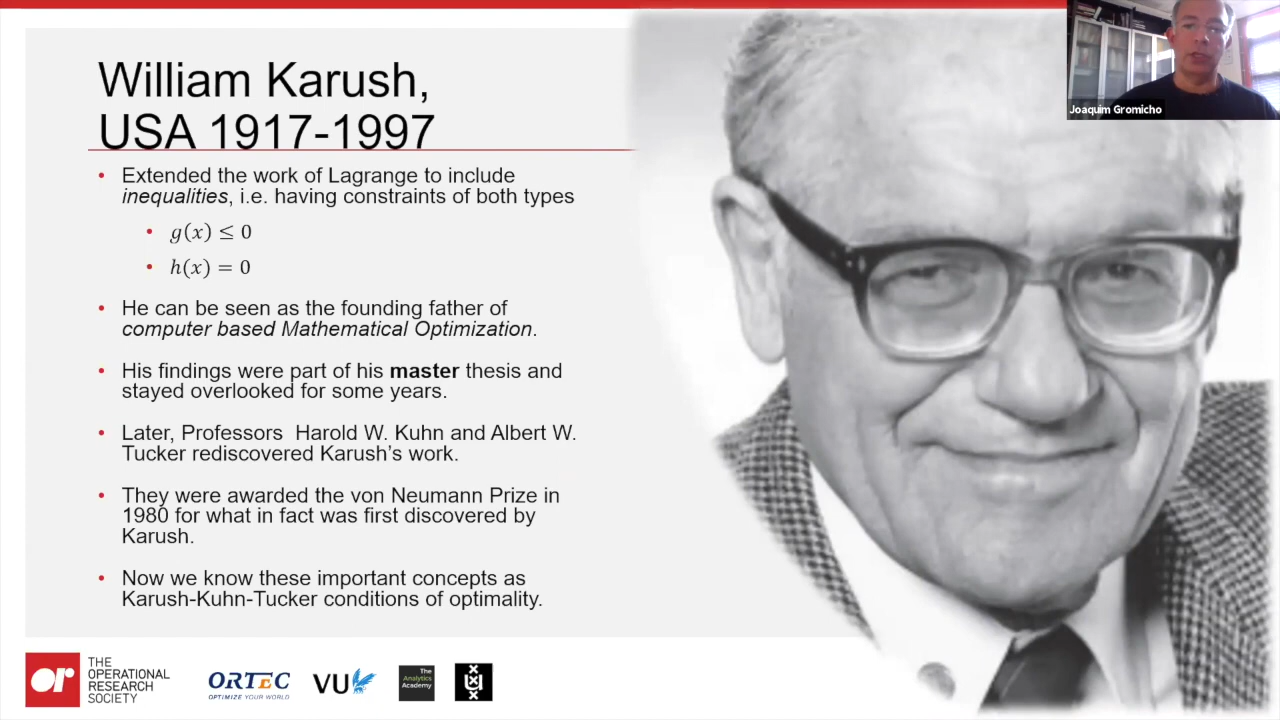 William Karush,
USA 1917-1997
Joaquim Gromicho
• Extended the work of Lagrange to include
inequalities, i.e. having constraints of both types
• g(x) ≤ 0
• h(x) = 0
• He can be seen as the founding father of
computer based Mathematical Optimization.
• His findings were part of his master thesis and
stayed overlooked for some years.
• Later, Professors  Harold W. Kuhn and Albert W.
Tucker rediscovered Karush's work.
• They were awarded the von Neumann Prize in
1980 for what in fact was first discovered by
Karush.
• Now we know these important concepts as
Karush-Kuhn-Tucker conditions of optimality.
or
THE
OPERATIONAL
RESEARCH
SOCIETY
ORTEC
OPTIMIZE YOUR WORLD
VU
The
Analytics
Academy